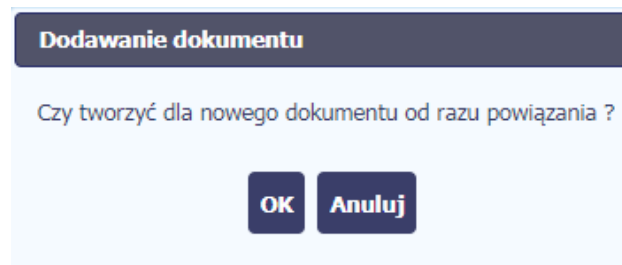 Dodawanie dokumentu
Czy tworzyć dla nowego dokumentu od razu powiązania ?
OK Anuluj